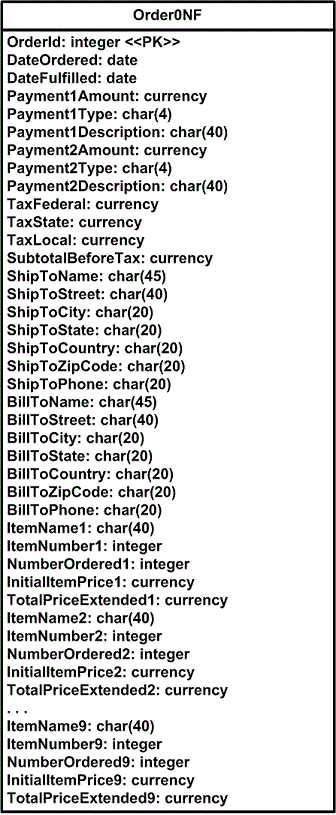 Order0NF
OrderId: integer <<PK>>
DateOrdered: date
DateFulfilled: date
Payment1Amount: currency
Payment1Type: char(4)
Payment1Description: char(40)
Payment2Amount: currency
Payment2Type: char(4)
Payment2Description: char(40)
TaxFederal: currency
TaxState: currency
TaxLocal: currency
SubtotalBeforeTax: currency
ShipToName: char(45)
ShipToStreet: char(40)
ShipToCity: char(20)
ShipToState: char(20)
ShipToCountry: char(20)
ShipToZipCode: char(20)
ShipToPhone: char(20)
BillToName: char(45)
BillToStreet: char(40)
BillToCity: char(20)
BillToState: char(20)
BillToCountry: char(20)
BillToZipCode: char(20)
BillToPhone: char(20)
ItemName1: char(40)
ItemNumber1: integer
NumberOrdered1: integer
InitialItemPrice1: currency
TotalPriceExtended1: currency
ItemName2: char(40)
ItemNumber2: integer
NumberOrdered2: integer
InitialItemPrice2: currency
TotalPriceExtended2: currency
. . .
ItemName9: char(40)
ItemNumber9: integer
NumberOrdered9: integer
InitialItemPrice9: currency
TotalPriceExtended9: currency